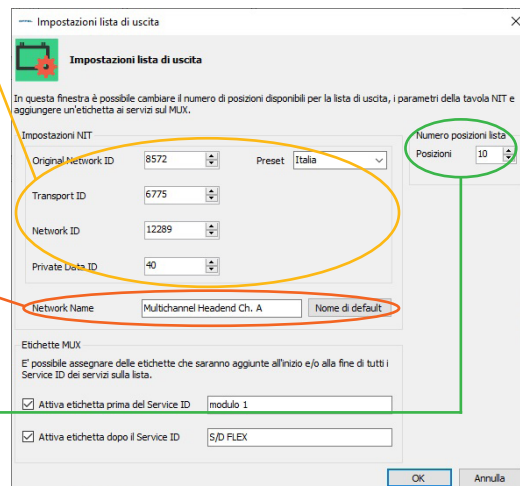 Impostazioni lista di uscita
Impostazioni lista di uscita
In questa finestra è possibile cambiare il numero di posizioni disponibili per la lista di uscita, i parametri della tavola NIT e
aggiungere un'etichetta ai servizi sul MUX.
Impostazioni NIT
Numero posizioni lista
Original Network ID 8572 Preset Italia
Posizioni 10
Transport ID 6775
Network ID 12289
Private Data ID 40
Network Name Multichannel Headend Ch. A Nome di default
Etichette MUX
E' possibile assegnare delle etichette che saranno aggiunte all'inizio e/o alla fine di tutti i
Service ID dei servizi sulla lista.
Attiva etichetta prima del Service ID modulo 1
Attiva etichetta dopo il Service ID S/D FLEX
OK Annulla